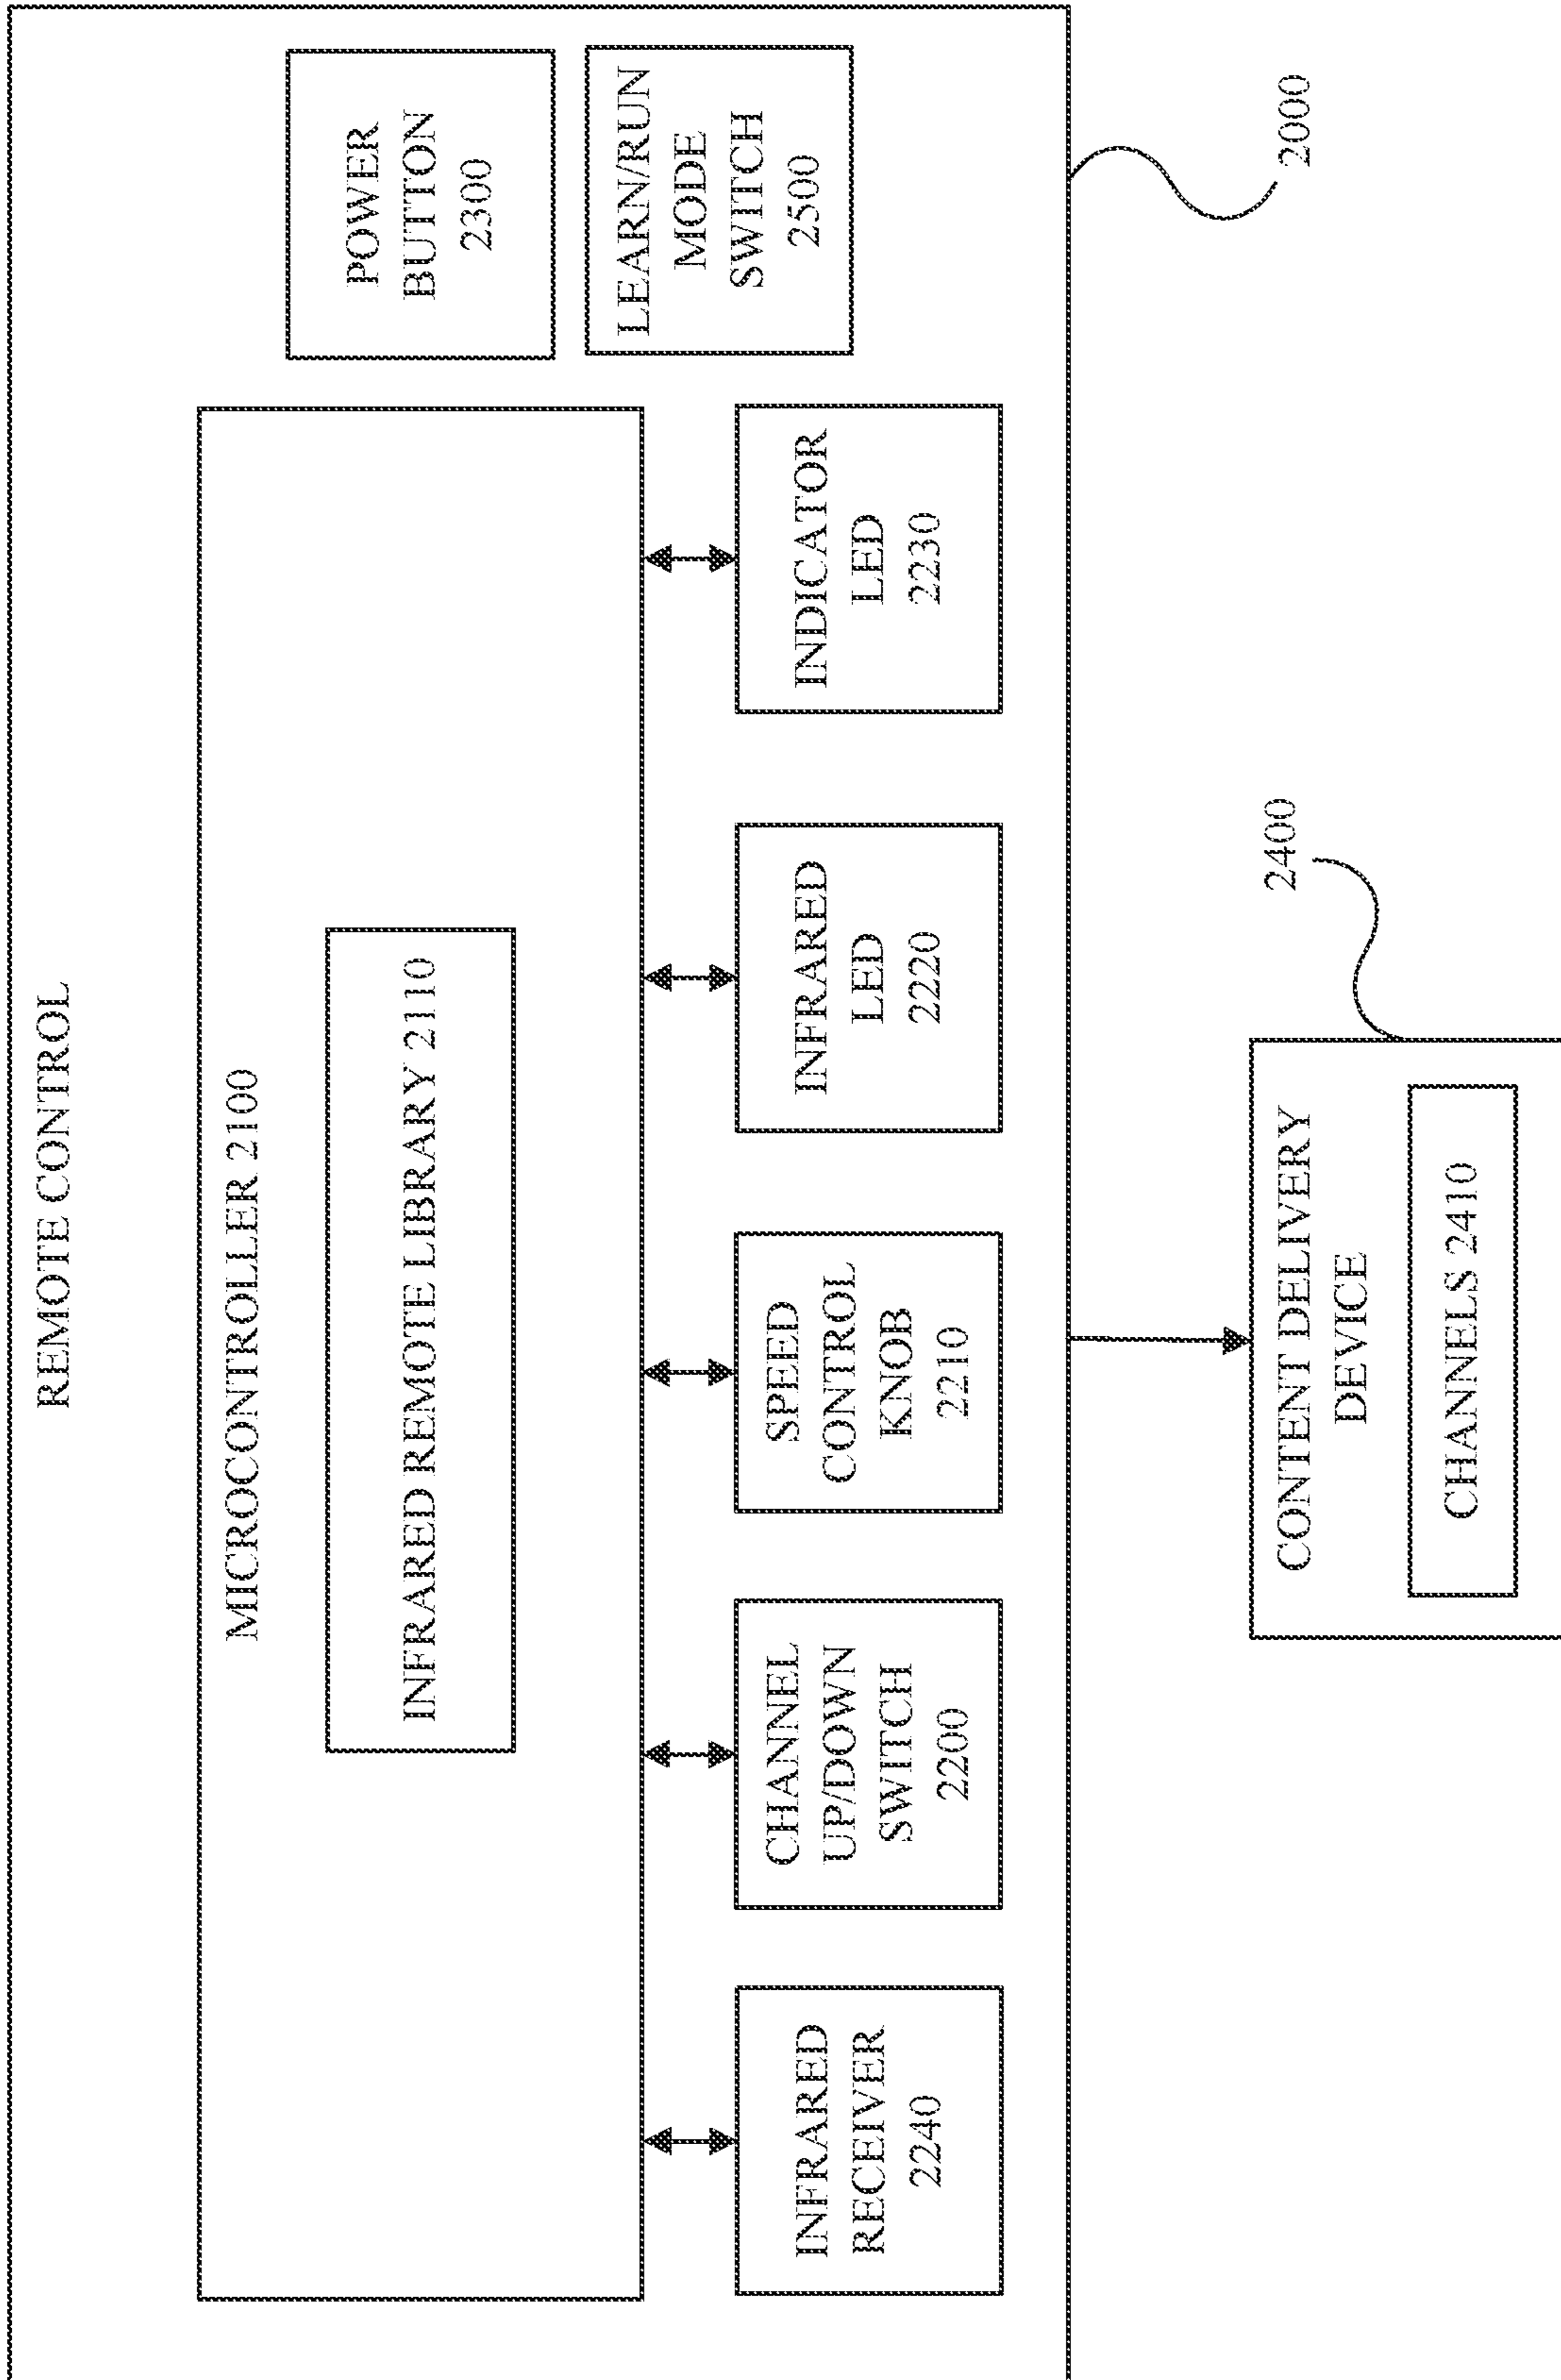 REMOTE CONTROL
MICROCONTROLLER 2100
INFRARED REMOTE LIBRARY 2110
POWER
BUTTON
2300
LEARN/RUN
MODE
SWITCH
2500
INFRARED
RECEIVER
2240
CHANNEL
UP/DOWN
SWITCH
2200
SPEED
CONTROL
KNOB
2210
INFRARED
LED
2220
INDICATOR
LED
2230
2000
2400
CONTENT DELIVERY
DEVICE
CHANNELS 2410